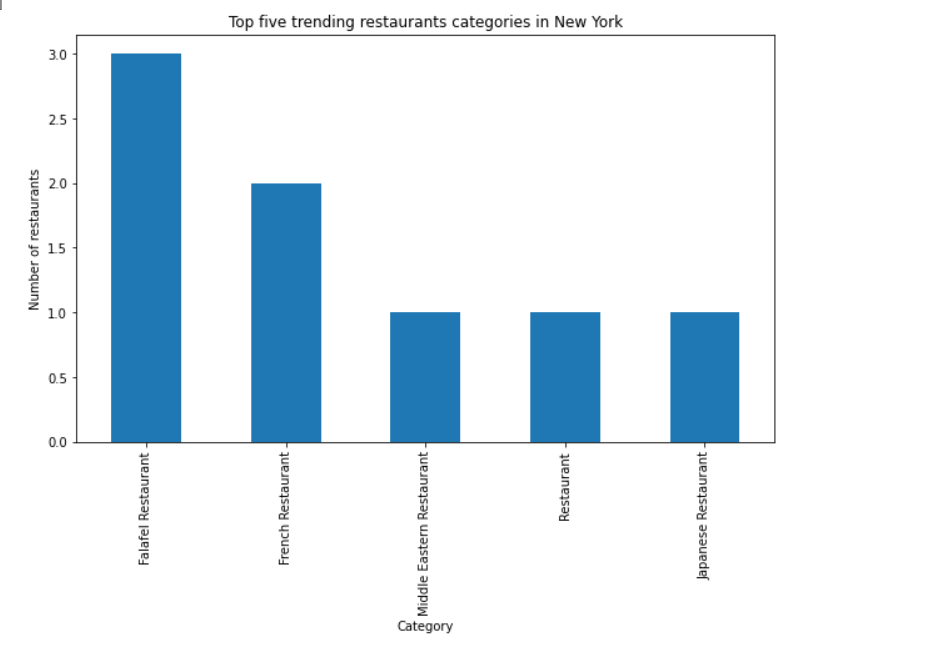 Top five trending restaurants categories in New York
3.0
2.5
2.0
1.5
1.0
0.5
0.0
Number of restaurants
Falafel Restaurant
French Restaurant
Middle Eastern Restaurant
Restaurant
Japanese Restaurant
Category